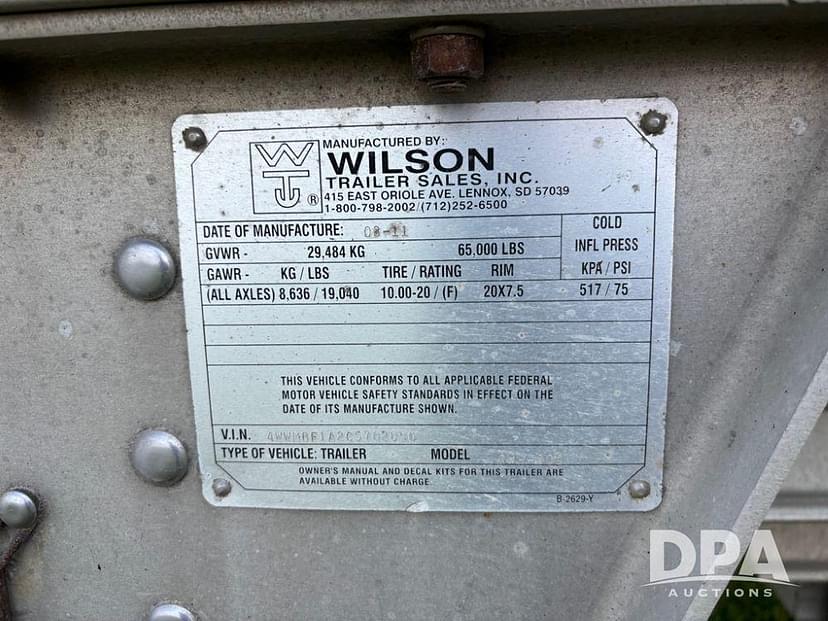 MANUFACTURED BY:
WILSON
TRAILER SALES, INC.
415 EAST ORIOLE AVE. LENNOX, SD 57039
1-800-798-2002/(712)252-6500
®
DATE OF MANUFACTURE: 08-11
COLD
GVWR - 29,484 KG 65,000 LBS
INFL PRESS
GAWR - KG / LBS TIRE / RATING RIM KPA / PSI
(ALL AXLES) 8,636 / 19,040 10.00-20 / (F) 20X7.5 517 / 75
THIS VEHICLE CONFORMS TO ALL APPLICABLE FEDERAL
MOTOR VEHICLE SAFETY STANDARDS IN EFFECT ON THE
DATE OF ITS MANUFACTURE SHOWN.
V.I.N.
TYPE OF VEHICLE: TRAILER MODEL
OWNER'S MANUAL AND DECAL KITS FOR THIS TRAILER ARE
AVAILABLE WITHOUT CHARGE.
B-2629-Y
DPA
AUCTIONS